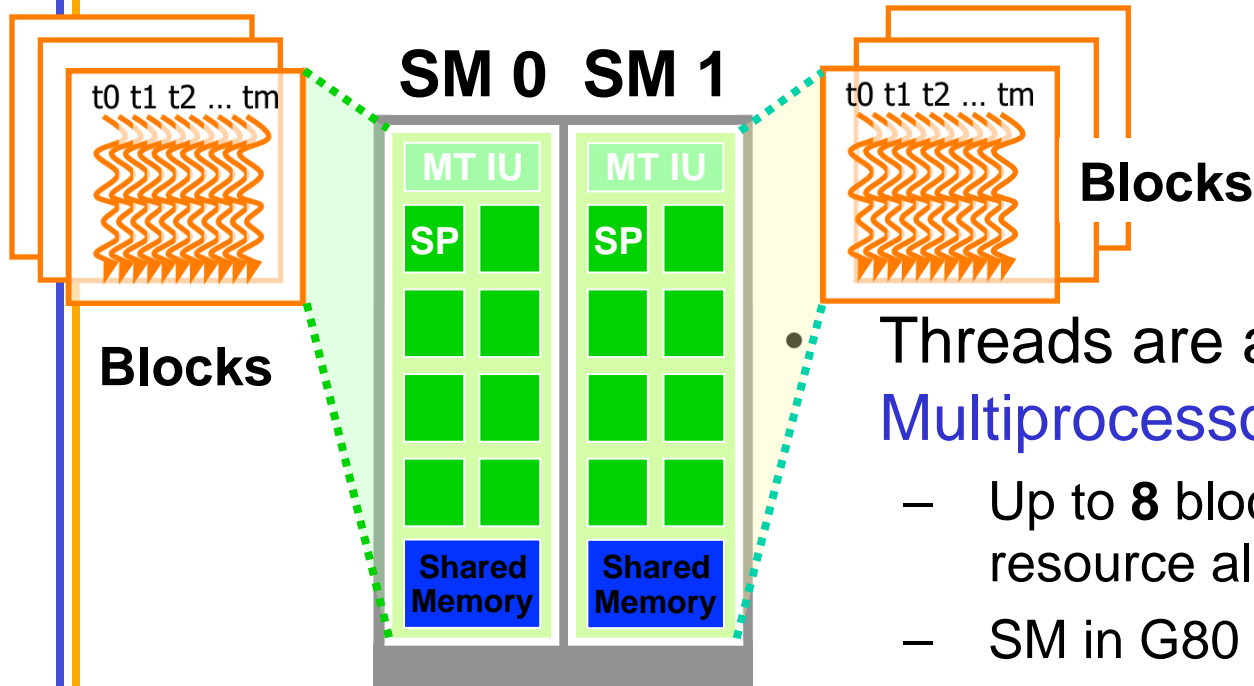 SM 0 SM 1
t0 t1 t2 ... tm
t0 t1 t2 ... tm
MT IU
MT IU
Blocks
SP
SP
Blocks
Threads are a
Multiprocesso
Shared
Memory
Shared
Memory
– Up to 8 bloc
resource al
– SM in G80